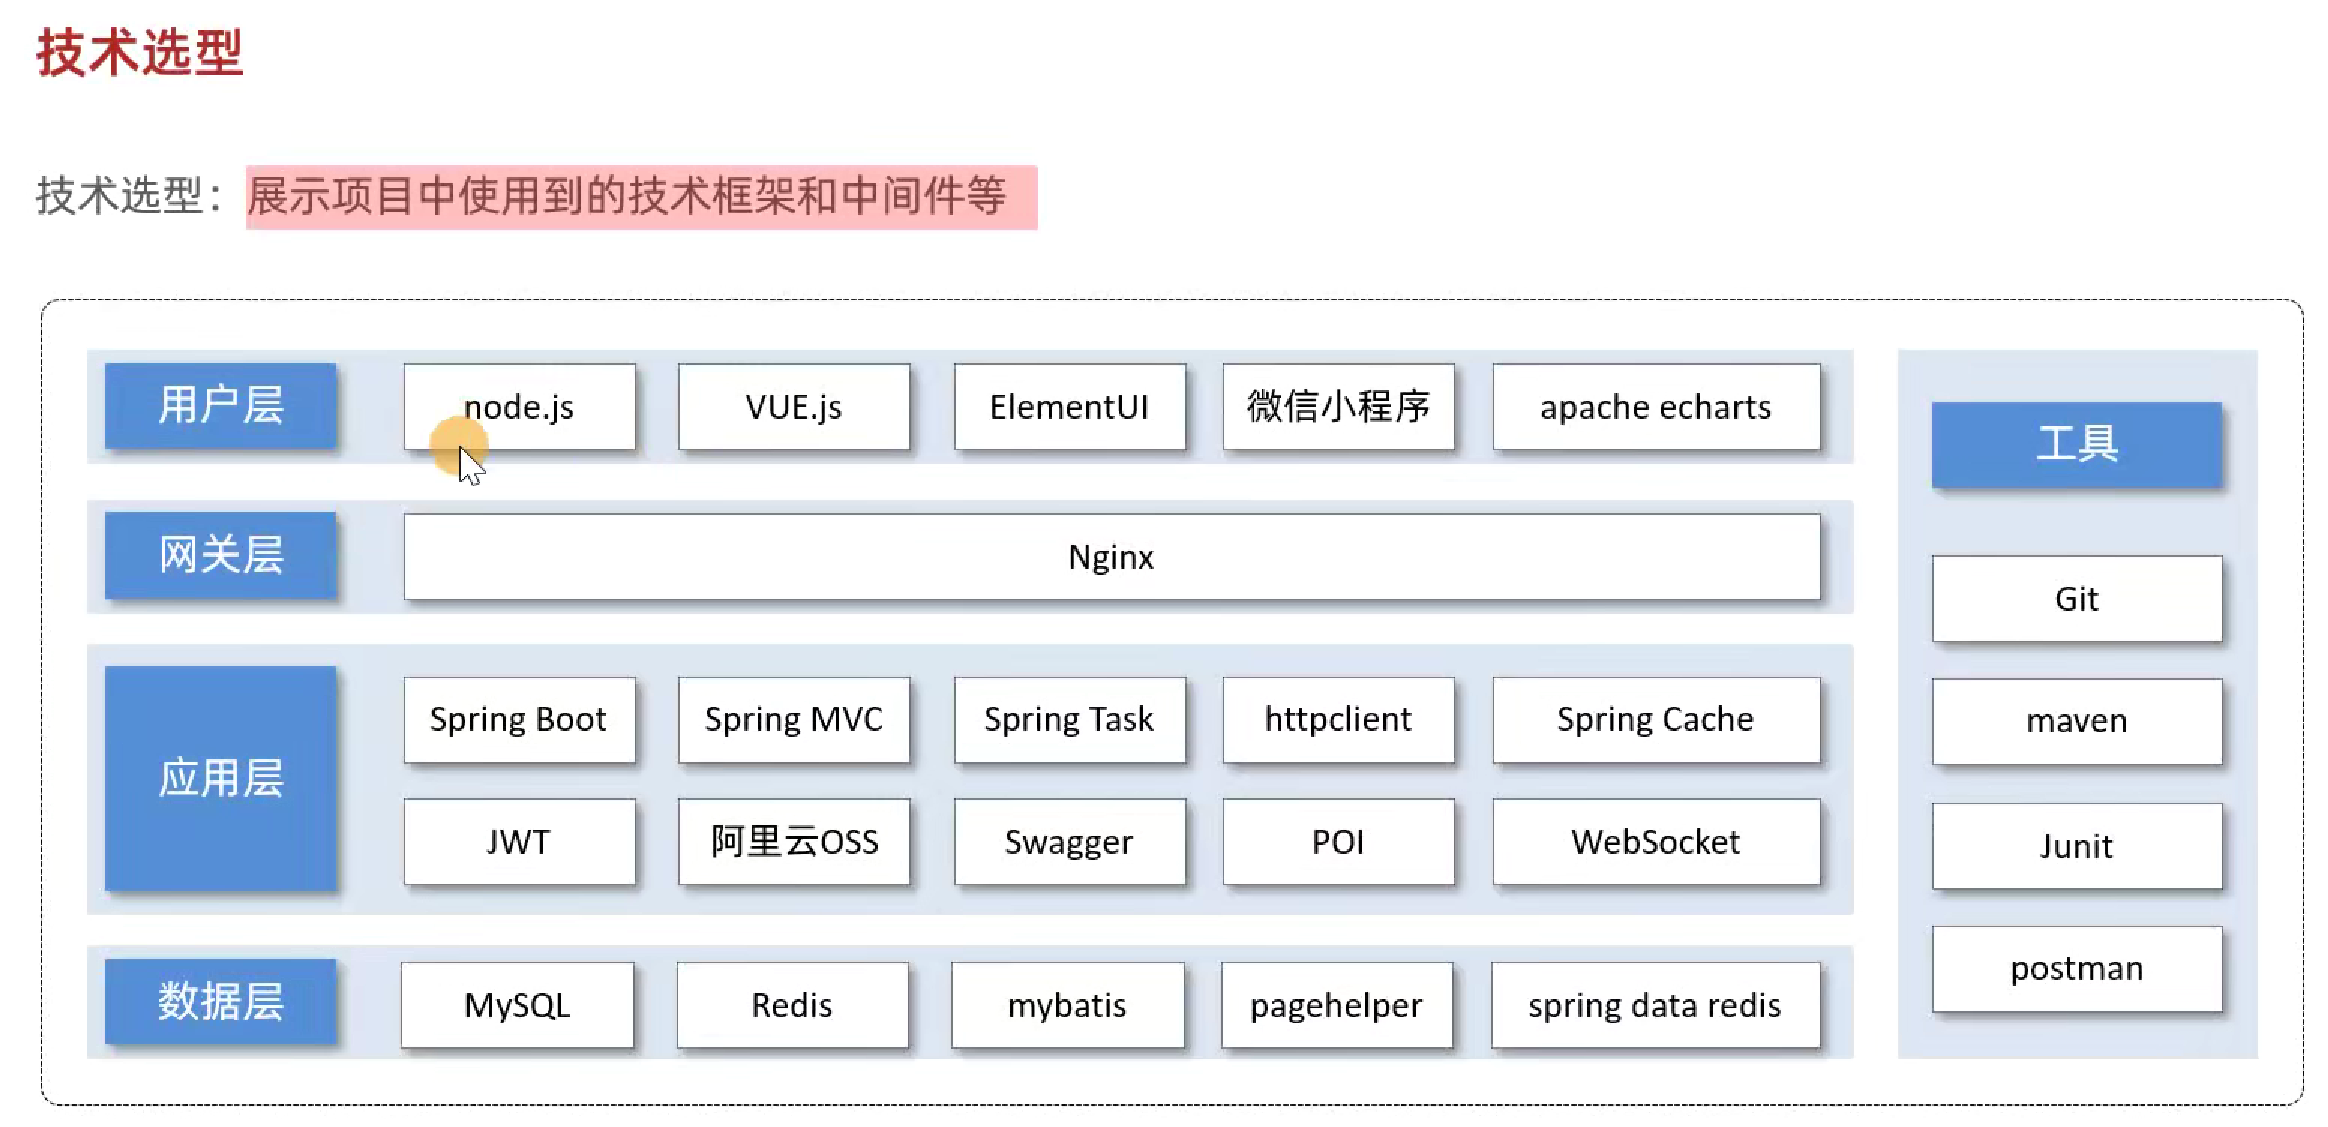 技术选型
技术选型：展示项目中使用到的技术框架和中间件等
用户层
node.js
VUE.js
ElementUI
微信小程序
apache echarts
网关层
Nginx
应用层
Spring Boot
Spring MVC
Spring Task
httpclient
Spring Cache
JWT
阿里云OSS
Swagger
POI
WebSocket
数据层
MySQL
Redis
mybatis
pagehelper
spring data redis
工具
Git
maven
Junit
postman